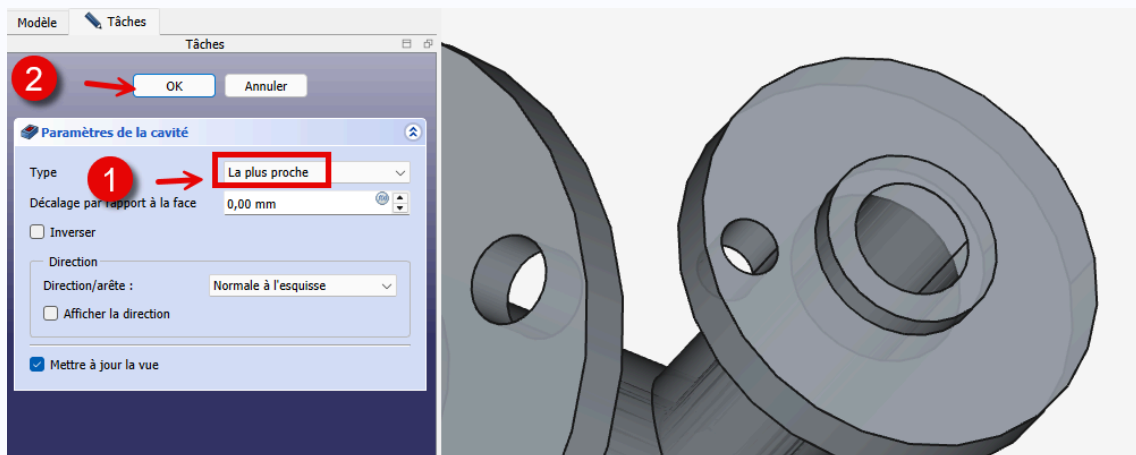 Modèle Tâches
Tâches
2
OK Annuler
Paramètres de la cavité
Type La plus proche
1
Décalage par rapport à la face 0,00 mm
Inverser
Direction
Direction/arête : Normale à l'esquisse
Afficher la direction
Mettre à jour la vue